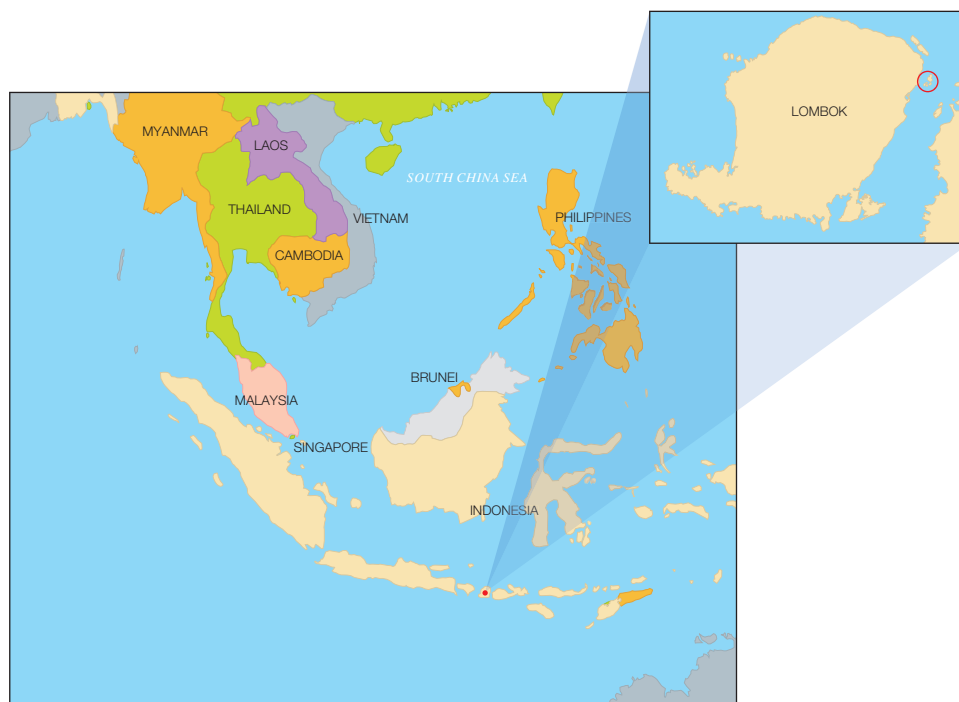 LOMBOK
MYANMAR
LAOS
SOUTH CHINA SEA
THAILAND
VIETNAM
PHILIPPINES
CAMBODIA
BRUNEI
MALAYSIA
SINGAPORE
INDONESIA